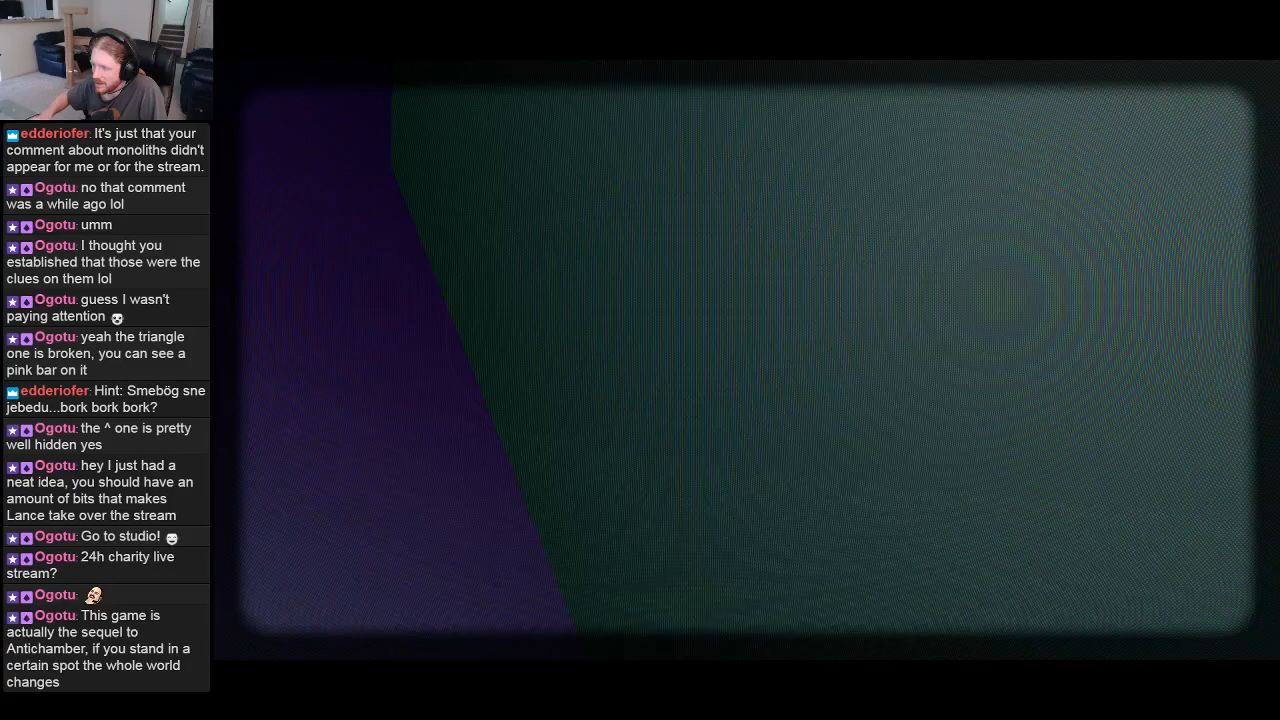 edderiofer: It's just that your
comment about monoliths didn't
appear for me or for the stream.
Ogotu: no that comment
was a while ago lol
Ogotu: umm
Ogotu: I thought you
established that those were the
clues on them lol
Ogotu: guess I wasn't
paying attention
Ogotu: yeah the triangle
one is broken, you can see a
pink bar on it
edderiofer: Hint: Smebög sne
jebedu...bork bork bork?
Ogotu: the ^ one is pretty
well hidden yes
Ogotu: hey I just had a
neat idea, you should have an
amount of bits that makes
Lance take over the stream
Ogotu: Go to studio!
Ogotu: 24h charity live
stream?
Ogotu:
Ogotu: This game is
actually the sequel to
Antichamber, if you stand in a
certain spot the whole world
changes